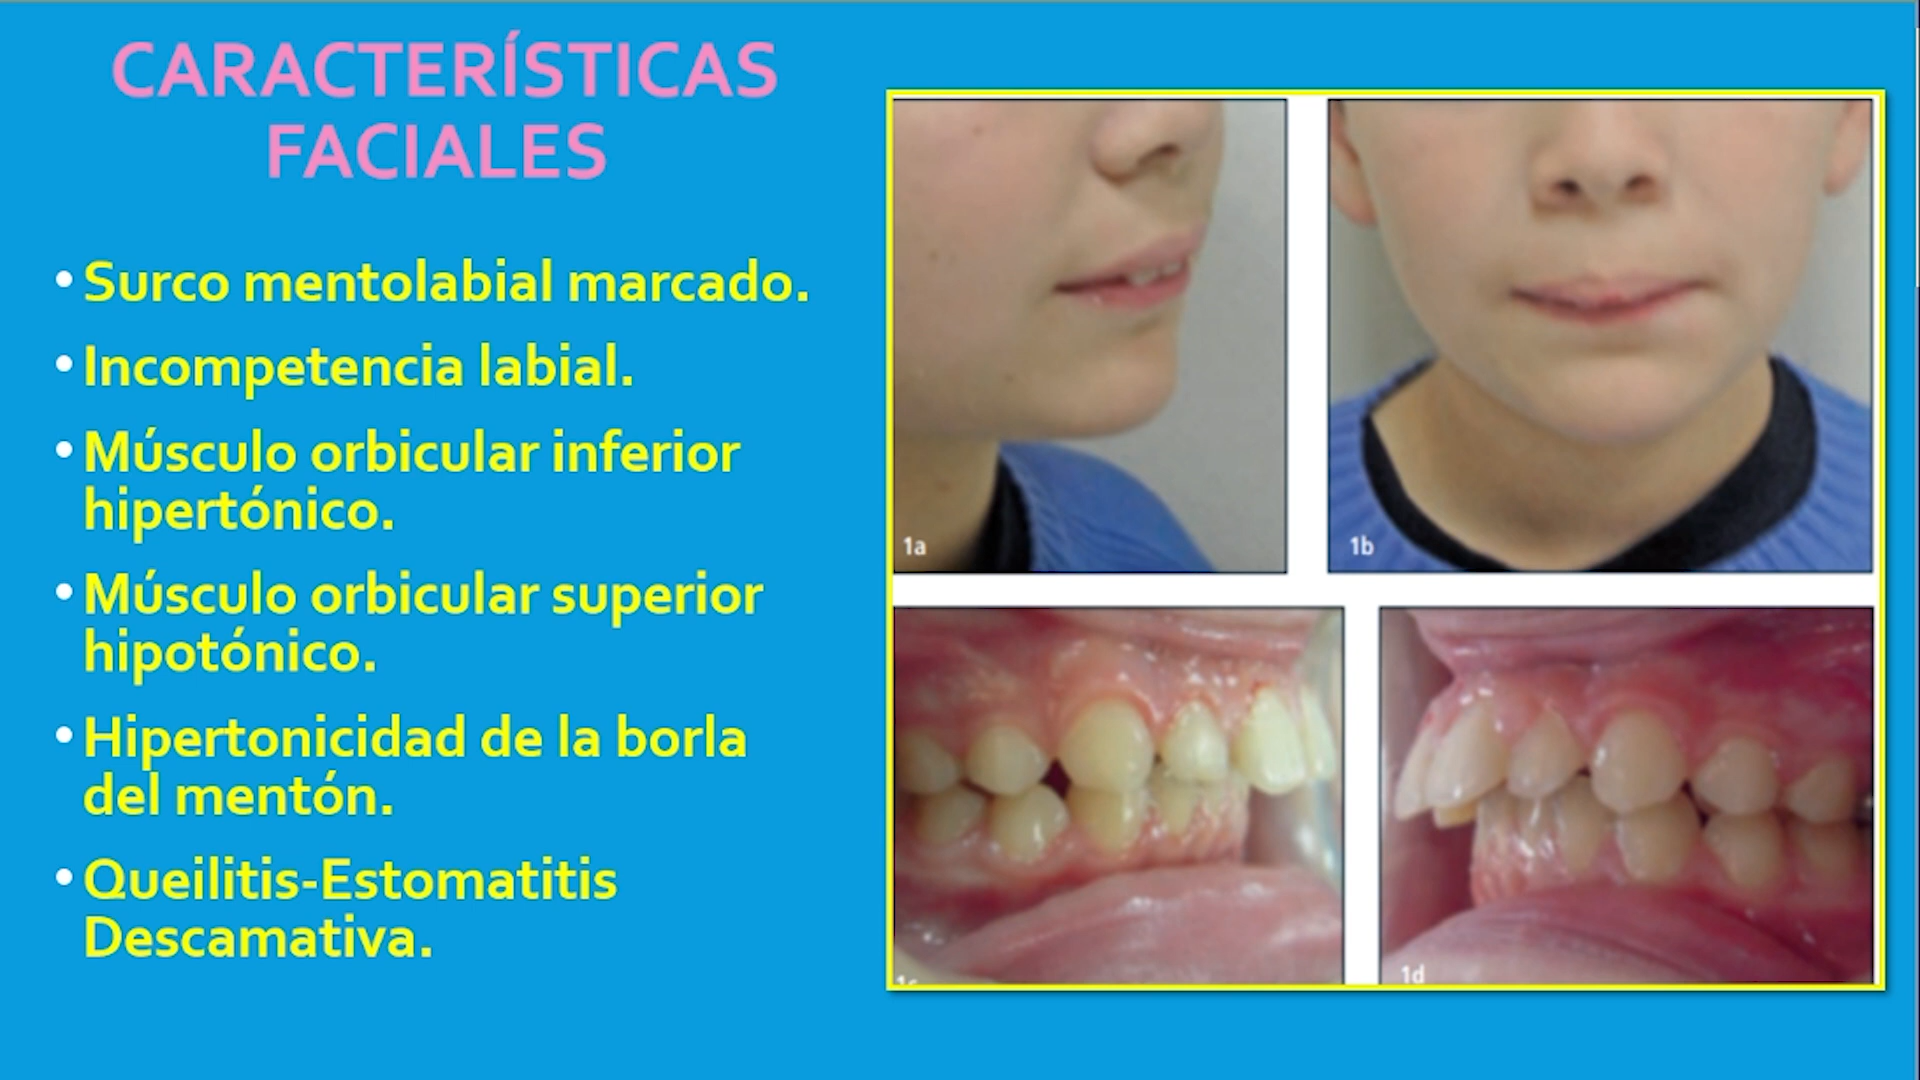 CARACTERÍSTICAS
FACIALES
• Surco mentolabial marcado.
• Incompetencia labial.
• Músculo orbicular inferior
hipertónico.
• Músculo orbicular superior
hipotónico.
• Hipertonicidad de la borla
del mentón.
• Queilitis-Estomatitis
Descamativa.
1a
1b
1d